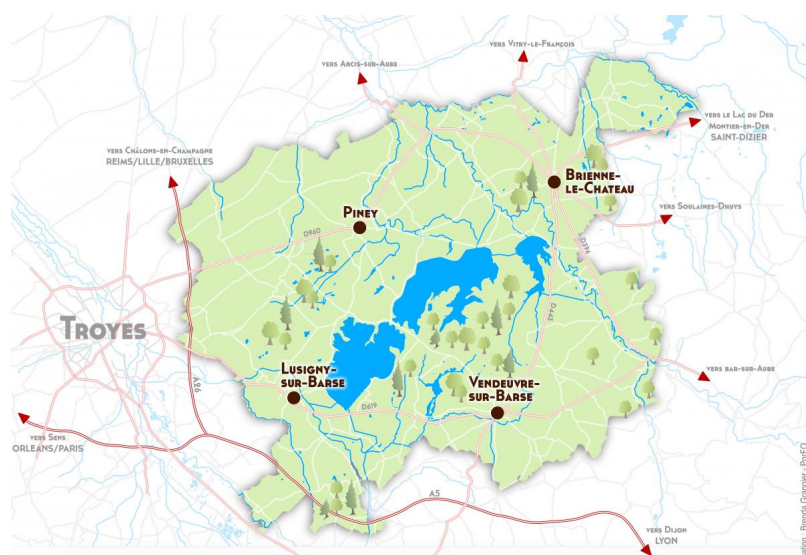 vers Vitry-le-François
vers Arcis-sur-Aube
vers le Lac du Der
Montier-en-Der
SAINT-DIZIER
vers Châlons-en-Champagne
REIMS/LILLE/BRUXELLES
Brienne-
le-Chateau
vers Soulaines-Dhuys
Piney
D960
D396
Troyes
D443
A26
Lusigny-
sur-Barse
Vendeuvre-
sur-Barse
vers bar-sur-Aube
D619
vers Sens
ORLEANS/PARIS
A5
vers Dijon
LYON